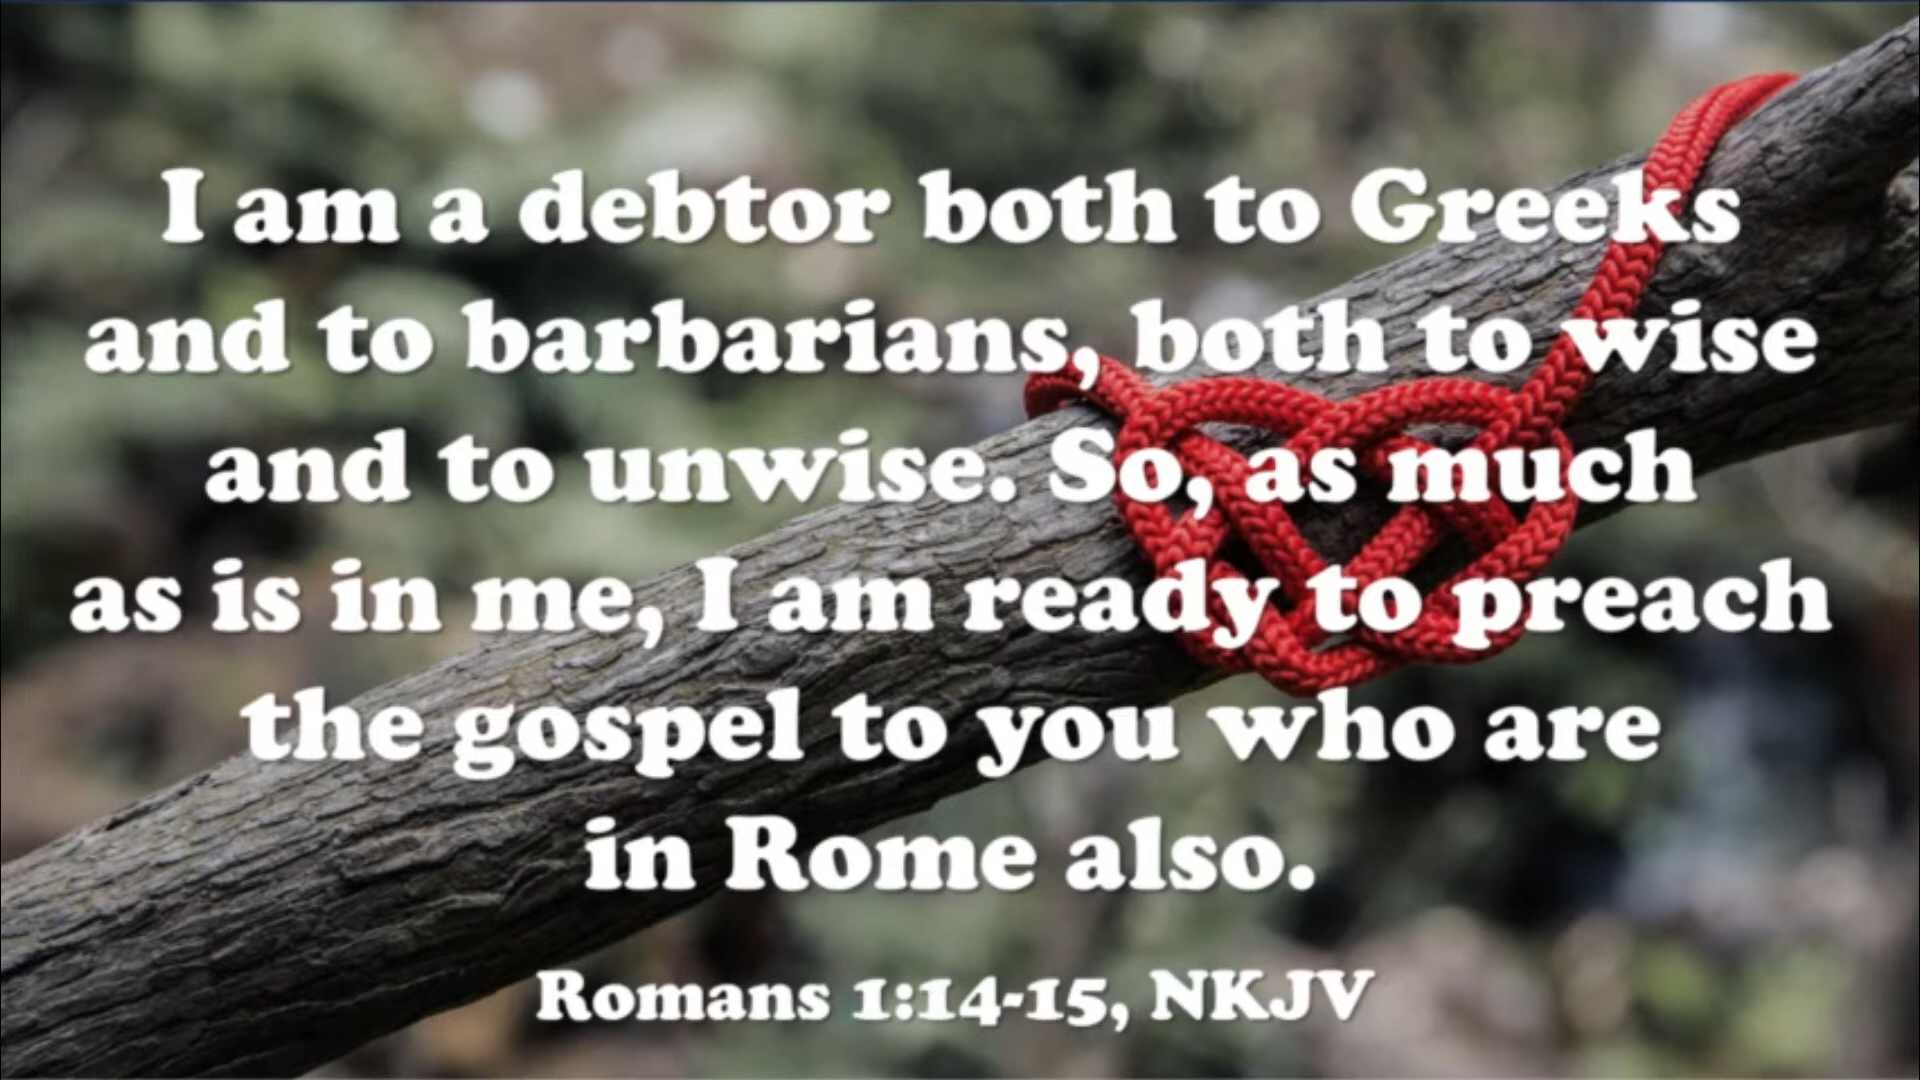 I am a debtor both to Greeks
and to barbarians, both to wise
and to unwise. So, as much
as is in me, I am ready to preach
the gospel to you who are
in Rome also.
Romans 1:14-15, NKJV